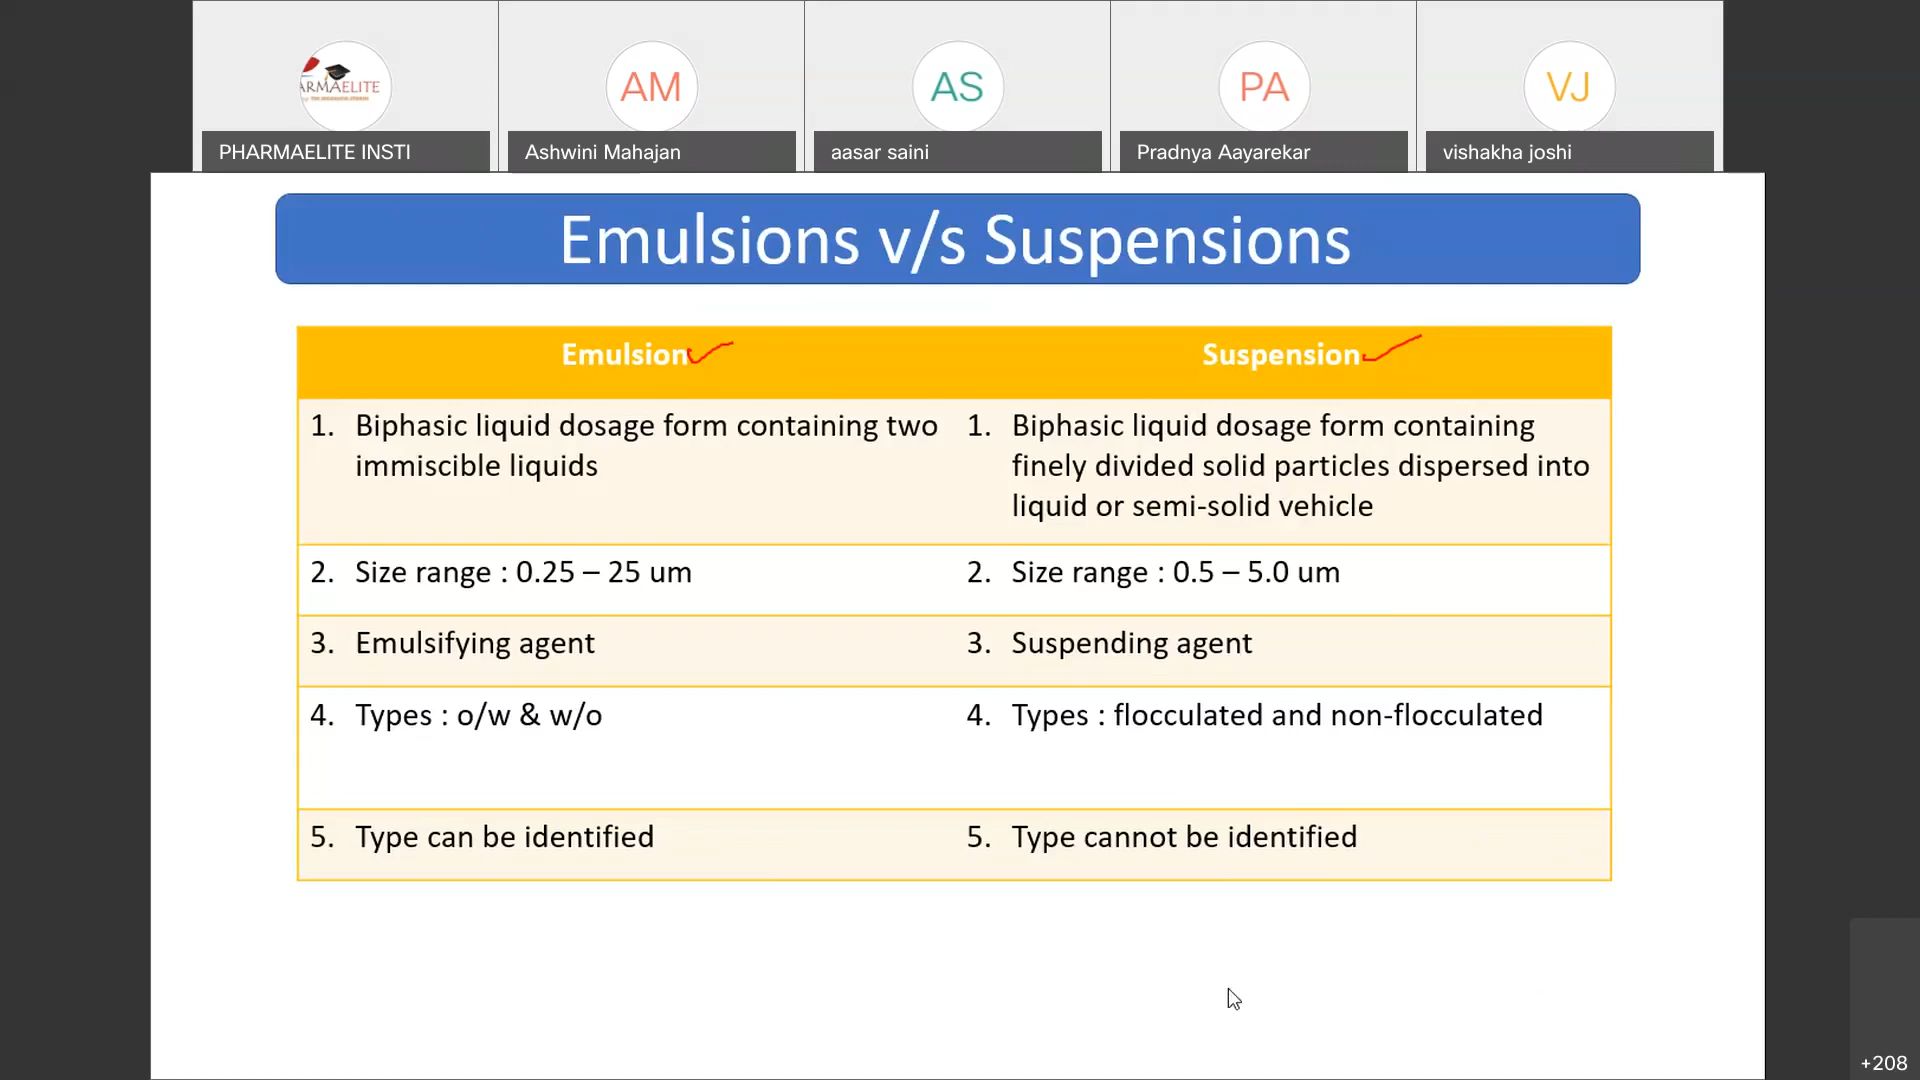 ARMAELITE
AM
AS
PA
VJ
PHARMAELITE INSTI
Ashwini Mahajan
aasar saini
Pradnya Aayarekar
vishakha joshi
Emulsions v/s Suspensions
Emulsion
Suspension
1. Biphasic liquid dosage form containing two
immiscible liquids
1. Biphasic liquid dosage form containing
finely divided solid particles dispersed into
liquid or semi-solid vehicle
2. Size range : 0.25 – 25 um
2. Size range : 0.5 – 5.0 um
3. Emulsifying agent
3. Suspending agent
4. Types : o/w & w/o
4. Types : flocculated and non-flocculated
5. Type can be identified
5. Type cannot be identified
+208